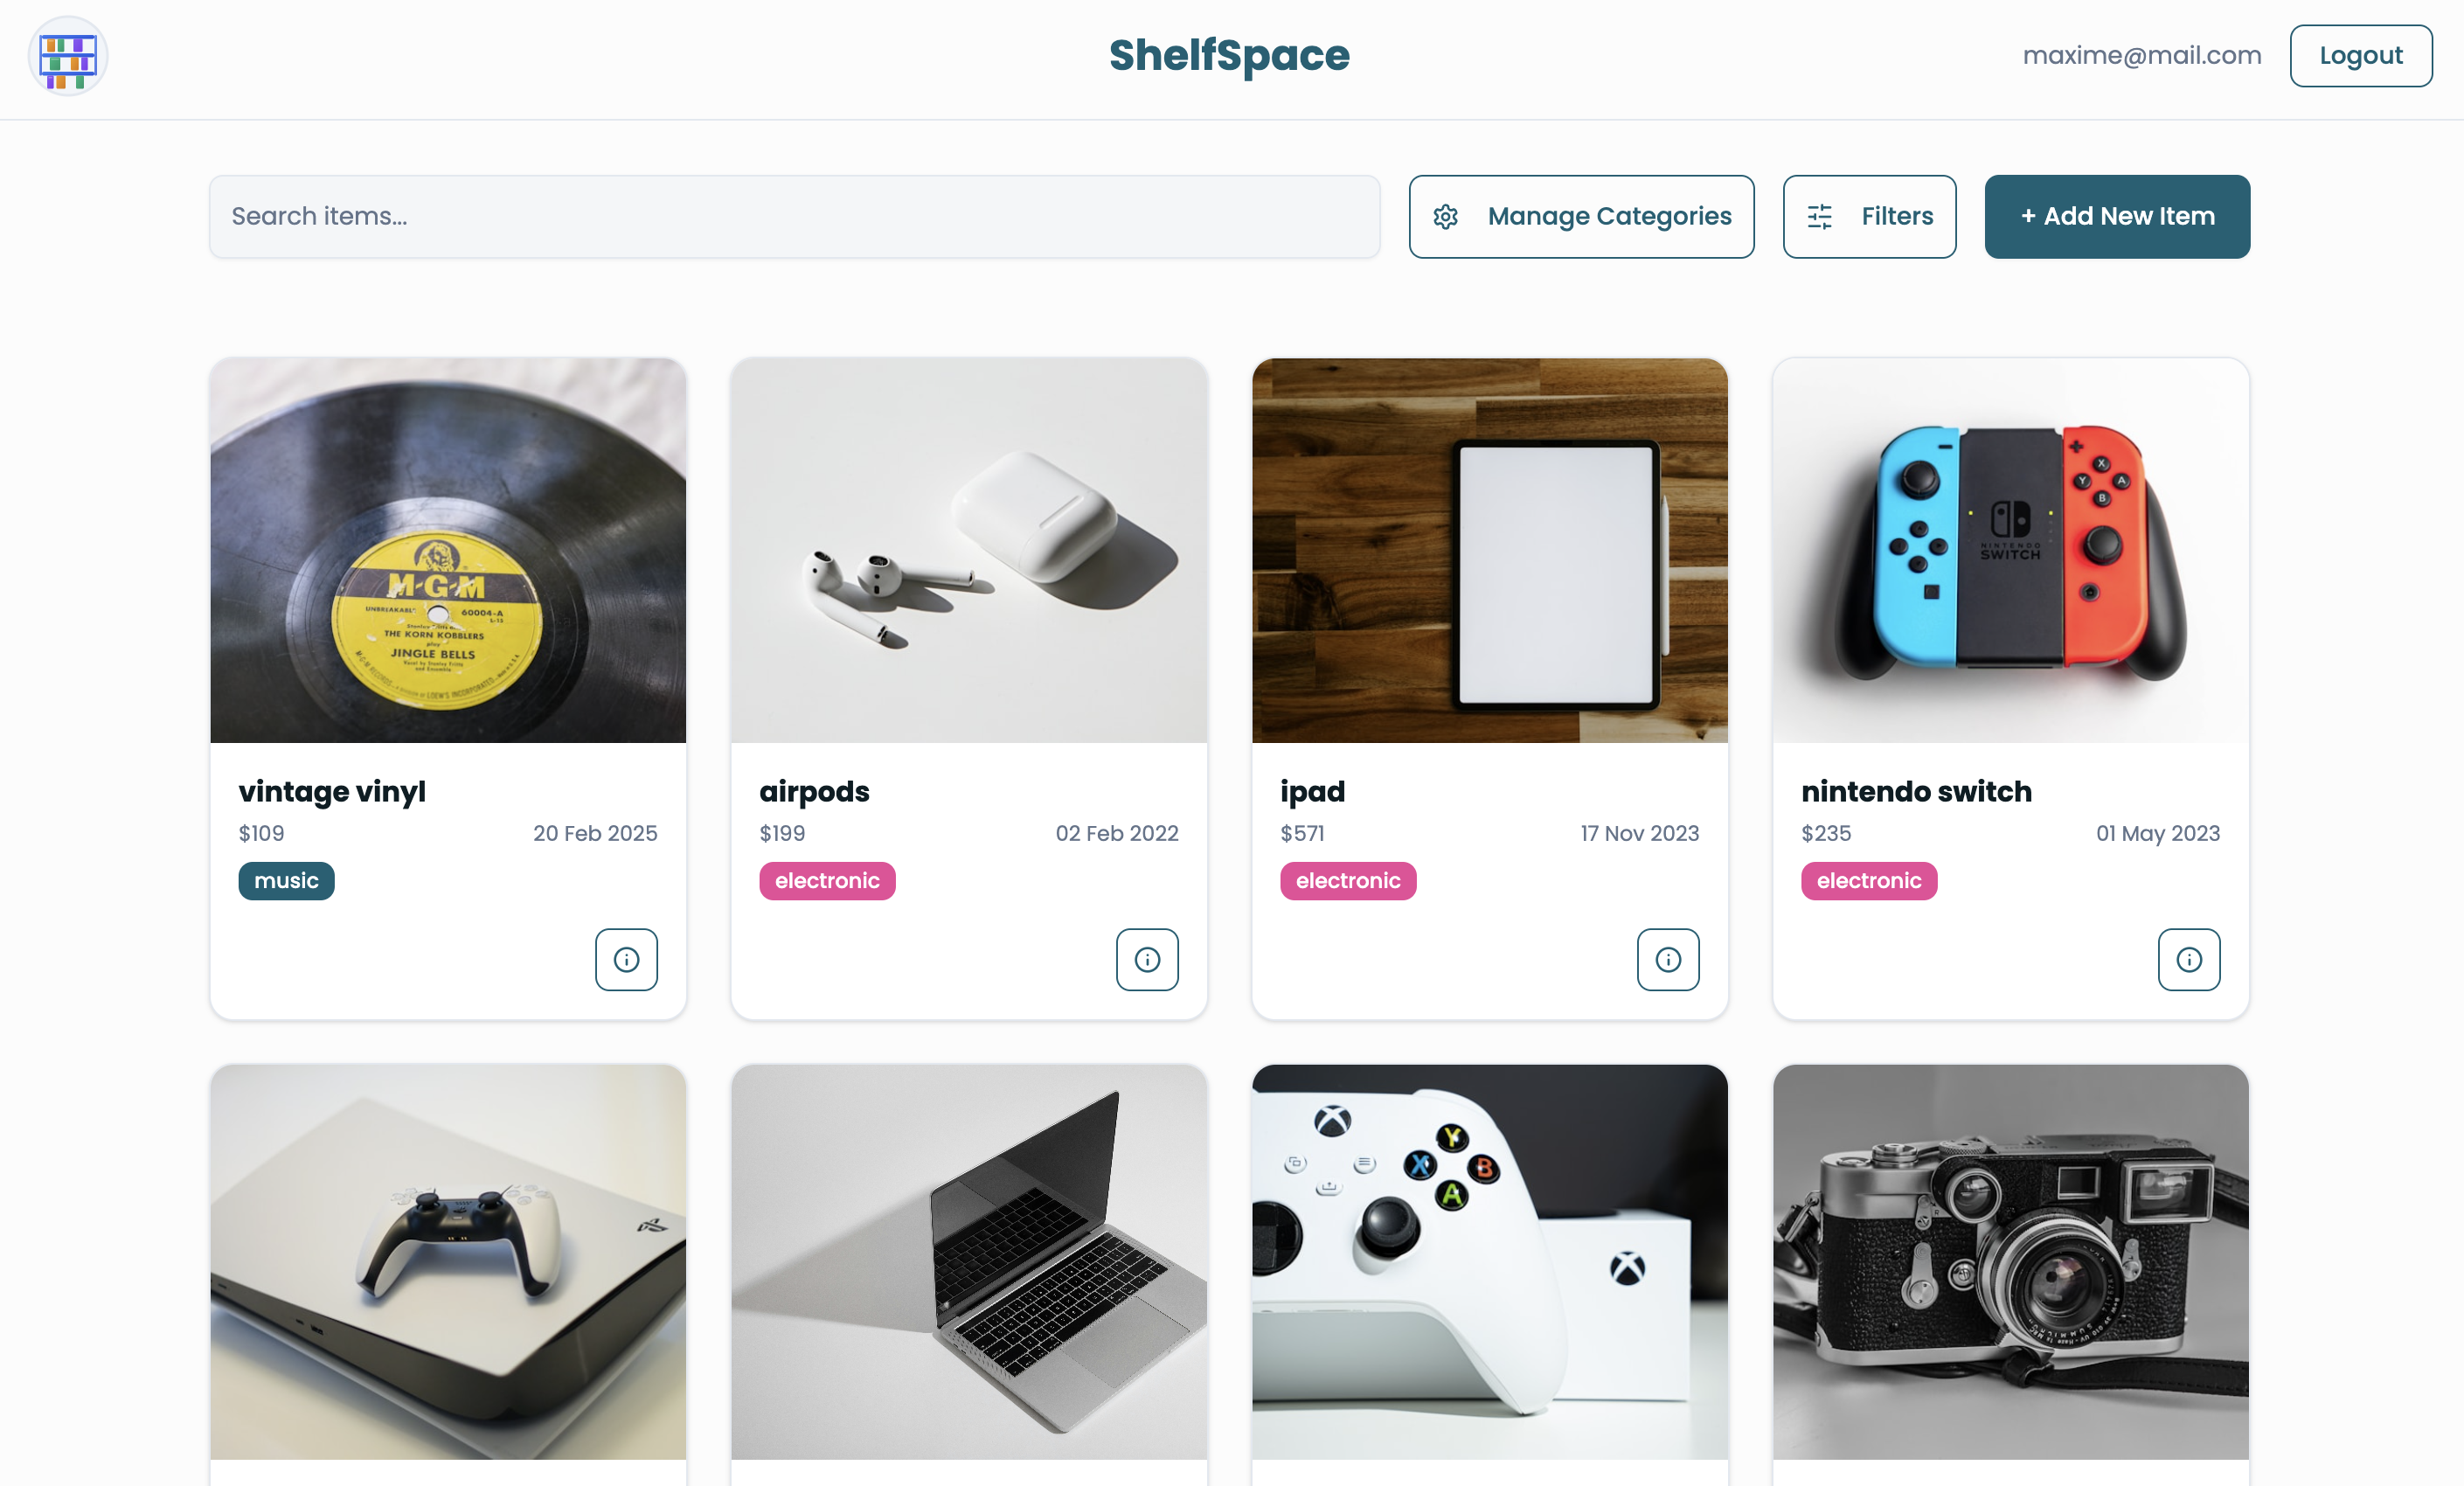 ShelfSpace
maxime@mail.com
Logout
Search items...
Manage Categories
Filters
+ Add New Item
M-G-M
UNBREAKABLE
60004-A
THE KORN KOBBLERS
play
JINGLE BELLS
NINTENDO
SWITCH
X
Y A
B
vintage vinyl
$109
20 Feb 2025
music
airpods
$199
02 Feb 2022
electronic
ipad
$571
17 Nov 2023
electronic
nintendo switch
$235
01 May 2023
electronic
Y
X B
A